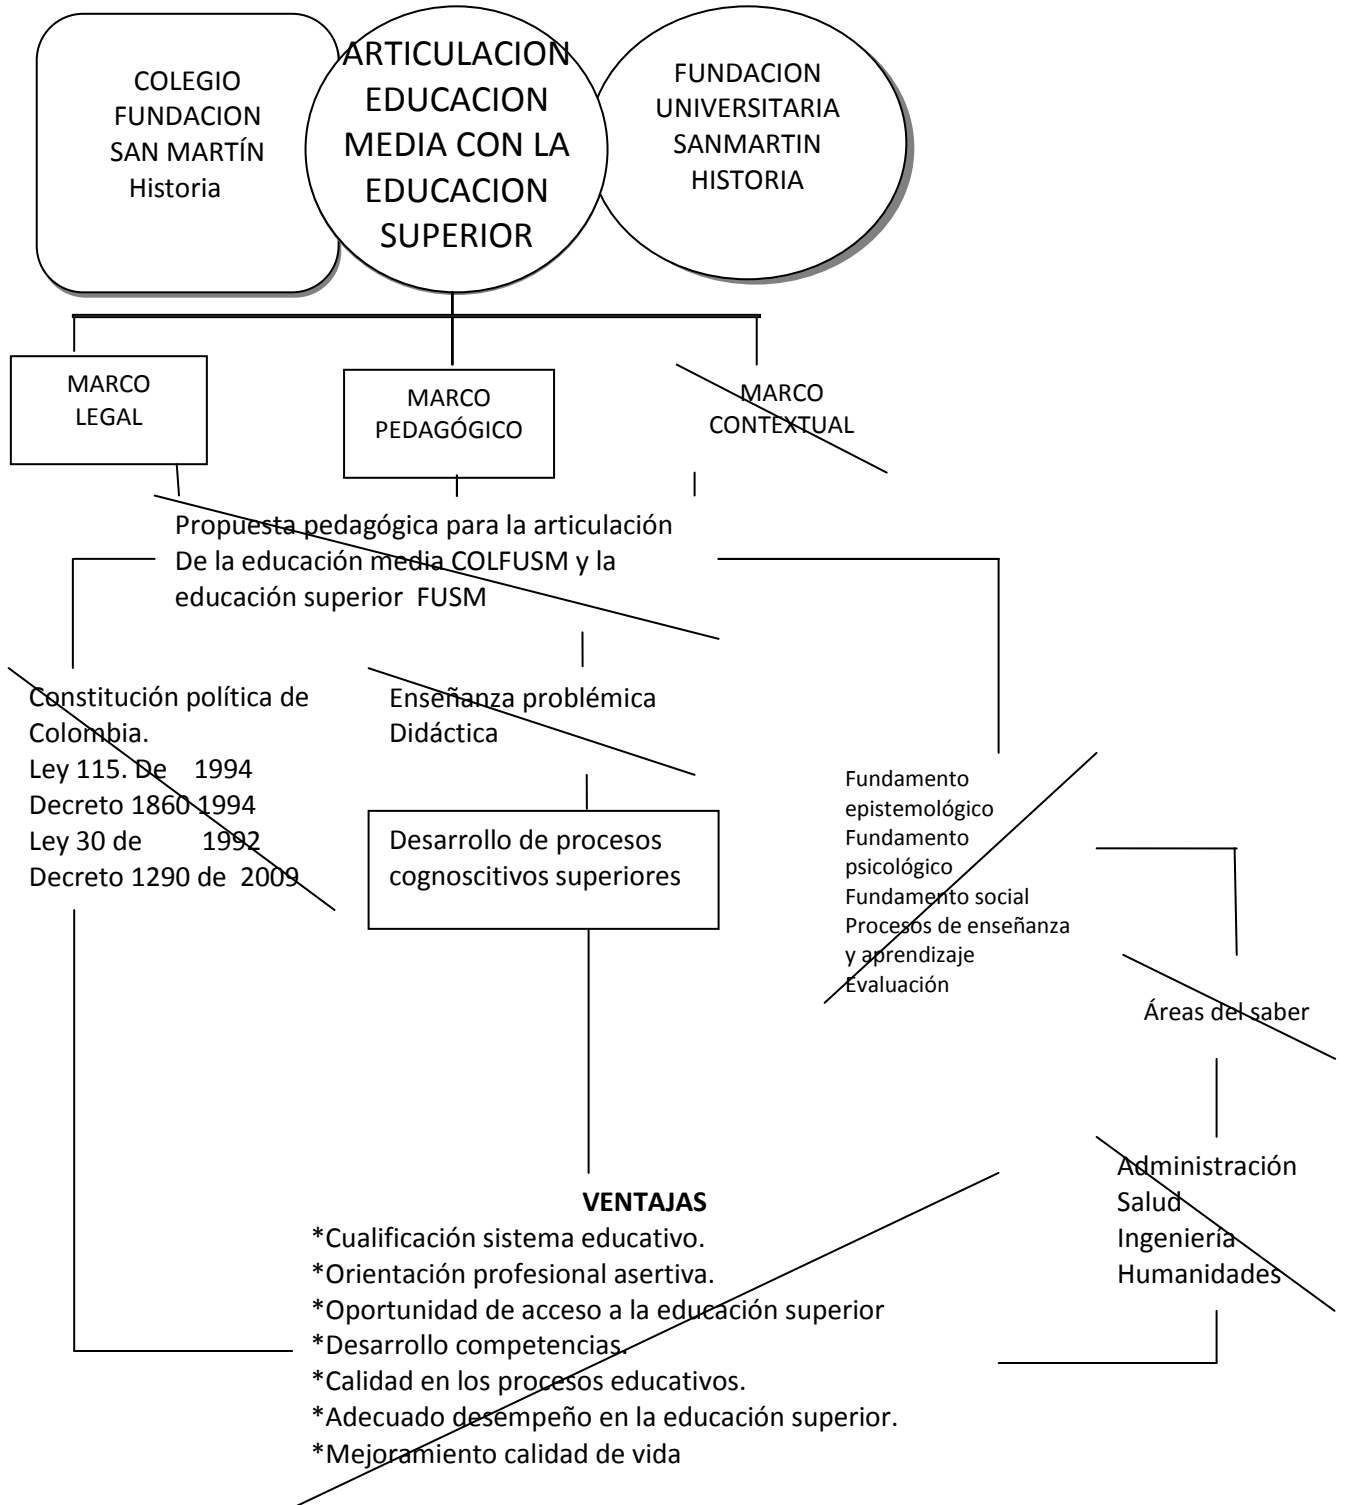 COLEGIO
FUNDACION
SAN MARTÍN
Historia
ARTICULACION
EDUCACION
MEDIA CON LA
EDUCACION
SUPERIOR
FUNDACION
UNIVERSITARIA
SANMARTIN
HISTORIA
MARCO
LEGAL
MARCO
PEDAGÓGICO
MARCO
CONTEXTUAL
Propuesta pedagógica para la articulación
De la educación media COLFUSM y la
educación superior FUSM
Constitución política de
Colombia.
Ley 115. De 1994
Decreto 1860 1994
Ley 30 de 1992
Decreto 1290 de 2009
Enseñanza problémica
Didáctica
Desarrollo de procesos
cognoscitivos superiores
Fundamento
epistemológico
Fundamento
psicológico
Fundamento social
Procesos de enseñanza
y aprendizaje
Evaluación
Áreas del saber
Administración
Salud
Ingeniería
Humanidades
VENTAJAS
*Cualificación sistema educativo.
*Orientación profesional asertiva.
*Oportunidad de acceso a la educación superior
*Desarrollo competencias.
*Calidad en los procesos educativos.
*Adecuado desempeño en la educación superior.
*Mejoramiento calidad de vida